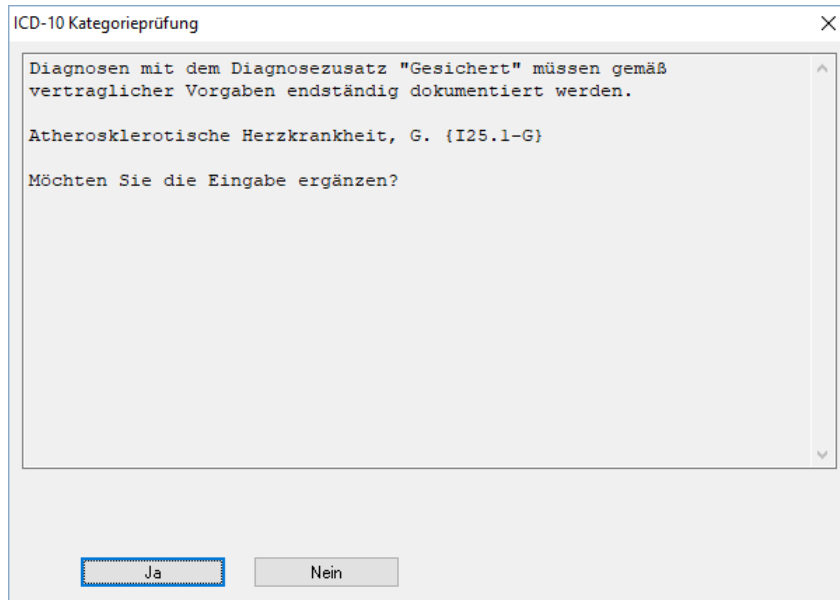 ICD-10 Kategorieprüfung
Diagnosen mit dem Diagnosezusatz "Gesichert" müssen gemäß
vertraglicher Vorgaben endständig dokumentiert werden.
Atherosklerotische Herzkrankheit, G. {I25.1-G}
Möchten Sie die Eingabe ergänzen?
Ja
Nein